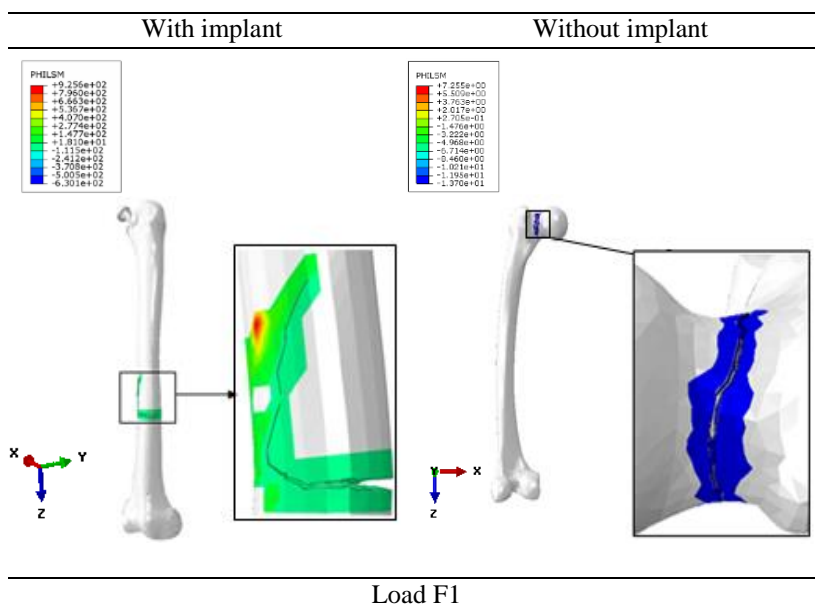 With implant
Without implant
PHILSM
+9.256e+02
+7.960e+02
+6.663e+02
+5.367e+02
+4.070e+02
+2.774e+02
+1.477e+02
+1.810e+01
-1.115e+02
-2.412e+02
-3.708e+02
-5.005e+02
-6.301e+02
PHILSM
+7.255e+00
+5.509e+00
+3.763e+00
+2.017e+00
+2.705e-01
-1.476e+00
-3.222e+00
-4.968e+00
-6.714e+00
-8.460e+00
-1.021e+01
-1.195e+01
-1.370e+01
X
Y
Z
Y
X
Z
Load F1